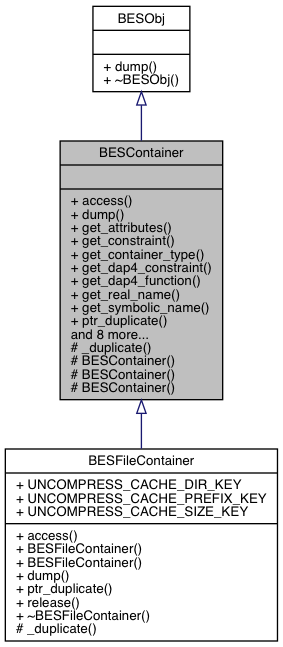 BESObj
+ dump()
+ ~BESObj()
BESContainer
+ access()
+ dump()
+ get_attributes()
+ get_constraint()
+ get_container_type()
+ get_dap4_constraint()
+ get_dap4_function()
+ get_real_name()
+ get_symbolic_name()
+ ptr_duplicate()
and 8 more...
# _duplicate()
# BESContainer()
# BESContainer()
# BESContainer()
BESFileContainer
+ UNCOMPRESS_CACHE_DIR_KEY
+ UNCOMPRESS_CACHE_PREFIX_KEY
+ UNCOMPRESS_CACHE_SIZE_KEY
+ access()
+ BESFileContainer()
+ BESFileContainer()
+ dump()
+ ptr_duplicate()
+ release()
+ ~BESFileContainer()
# _duplicate()